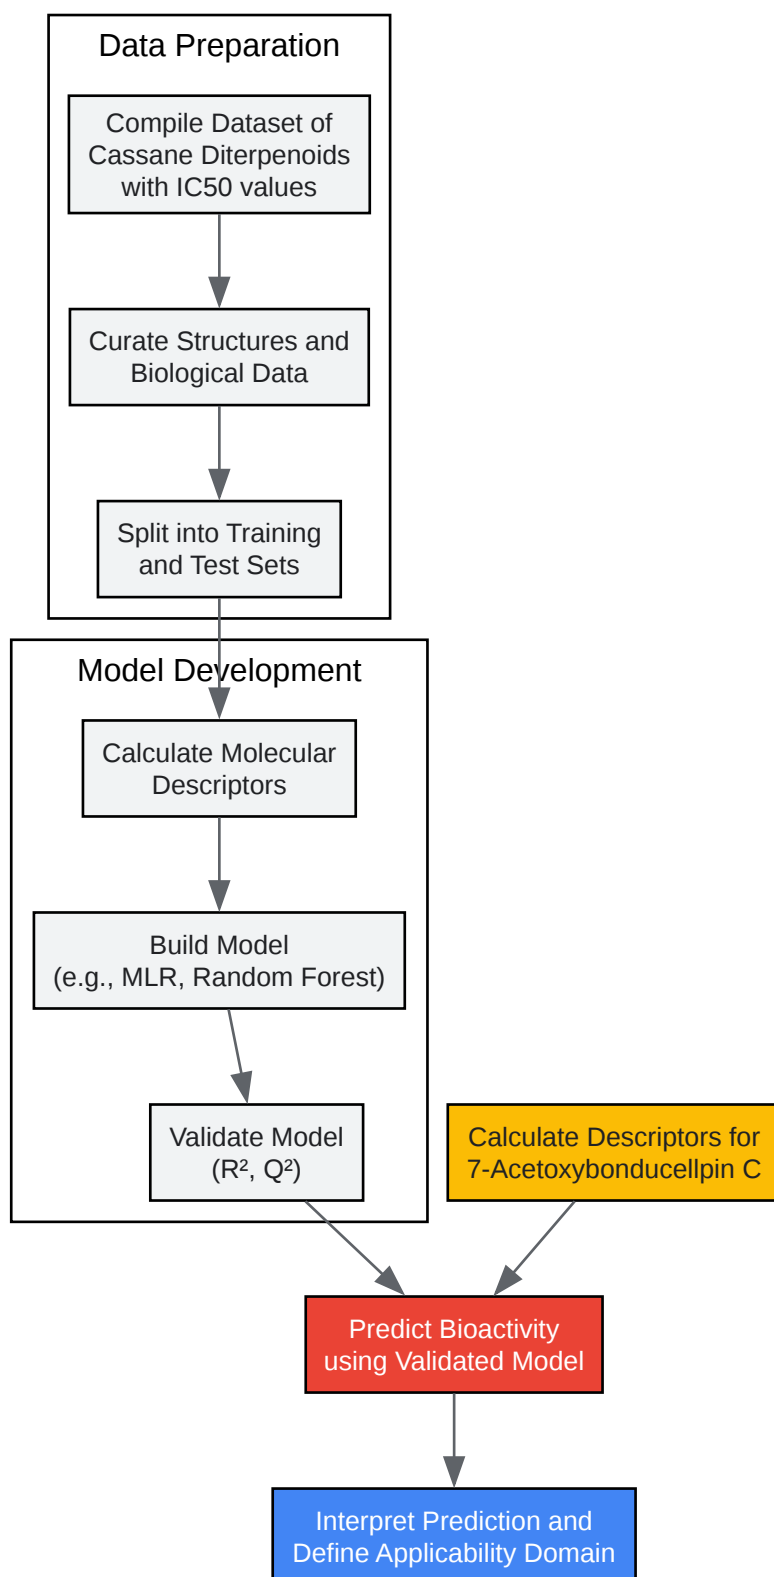 Data Preparation
Compile Dataset of
Cassane Diterpenoids
with IC50 values
Curate Structures and
Biological Data
Split into Training
and Test Sets
Model Development
Calculate Molecular
Descriptors
Build Model
(e.g., MLR, Random Forest)
Validate Model
(R², Q²)
Calculate Descriptors for
7-Acetoxybonducellpin C
Predict Bioactivity
using Validated Model
Interpret Prediction and
Define Applicability Domain